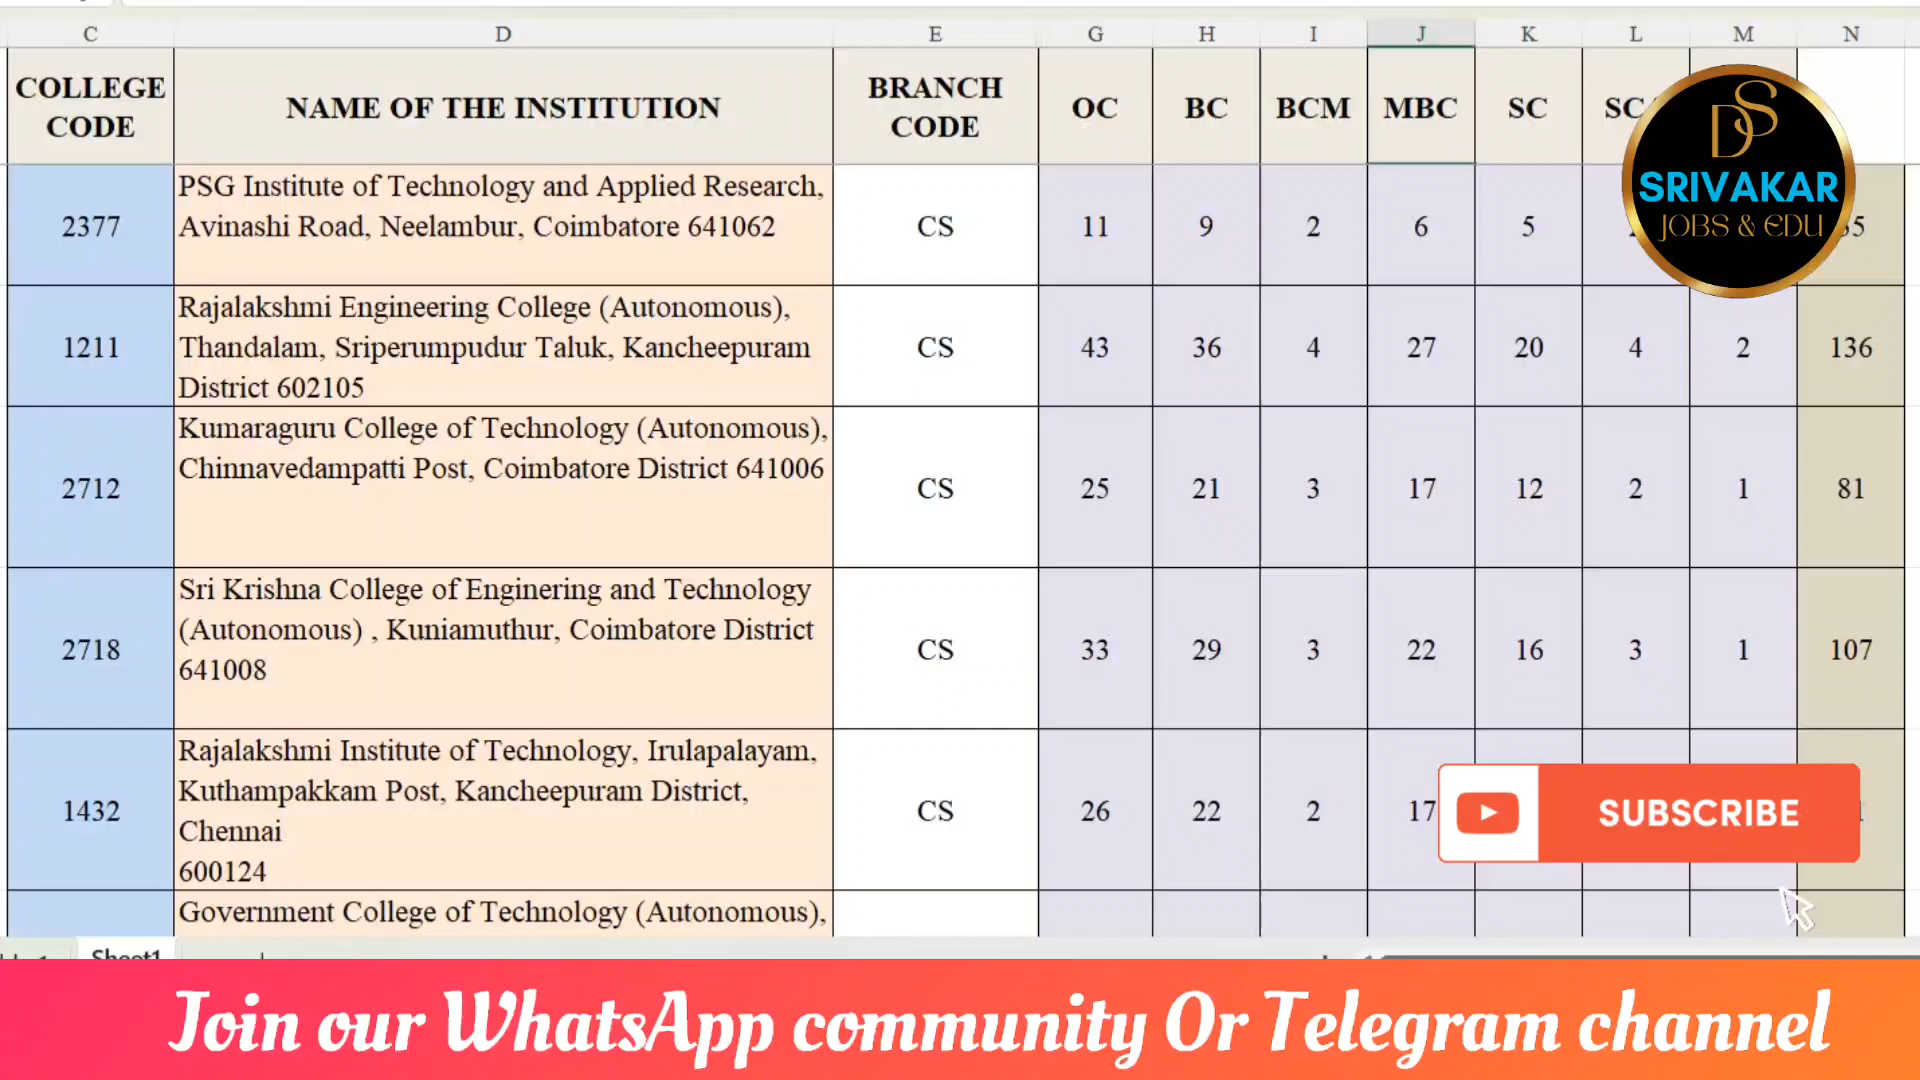 C D E G H I J K L M N
COLLEGE CODE NAME OF THE INSTITUTION BRANCH CODE OC BC BCM MBC SC
DS
SRIVAKAR
JOBS & EDU
2377 PSG Institute of Technology and Applied Research, CS 11 9 2 6 5
Avinashi Road, Neelambur, Coimbatore 641062
1211 Rajalakshmi Engineering College (Autonomous), CS 43 36 4 27 20 4 2 136
Thandalam, Sriperumpudur Taluk, Kancheepuram
District 602105
2712 Kumaraguru College of Technology (Autonomous), CS 25 21 3 17 12 2 1 81
Chinnavedampatti Post, Coimbatore District 641006
2718 Sri Krishna College of Enginering and Technology CS 33 29 3 22 16 3 1 107
(Autonomous) , Kuniamuthur, Coimbatore District
641008
1432 Rajalakshmi Institute of Technology, Irulapalayam, CS 26 22 2 17
Kuthampakkam Post, Kancheepuram District,
Chennai
600124
SUBSCRIBE
Government College of Technology (Autonomous),
Sheet1
Join our WhatsApp community Or Telegram channel